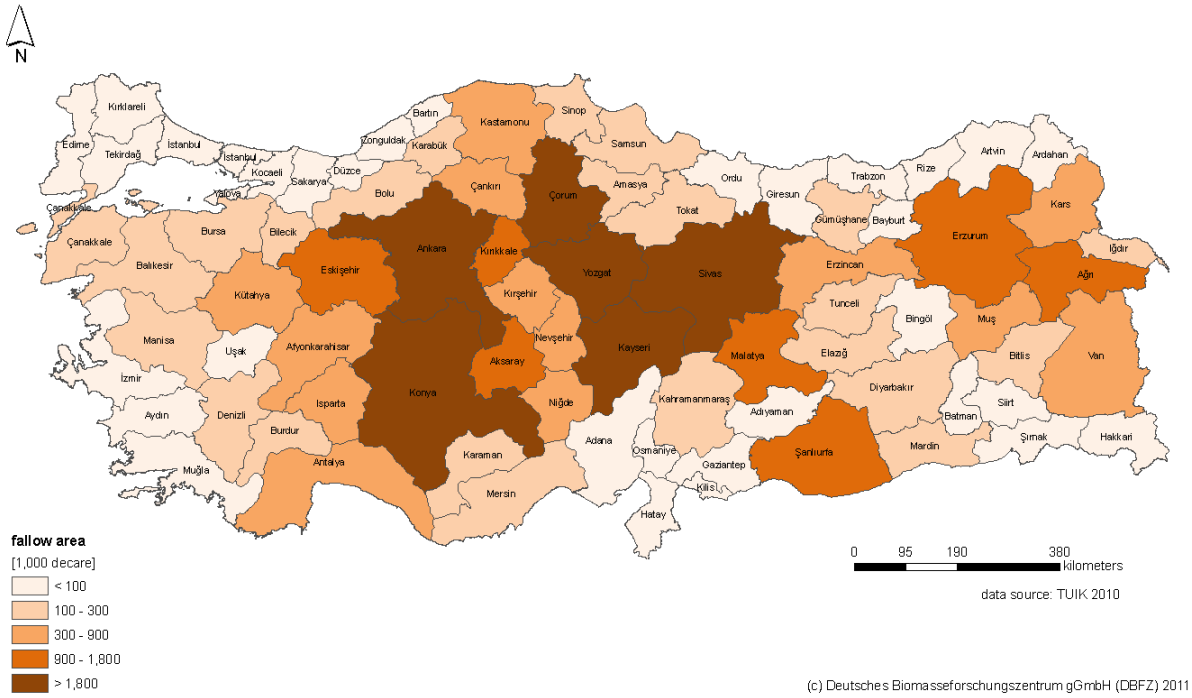 N
Kırklareli
Edirne
Tekirdağ
İstanbul
İstanbul
Kocaeli
Yalova
Sakarya
Düzce
Zonguldak
Bartın
Karabük
Kastamonu
Sinop
Samsun
Bolu
Çankırı
Çorum
Amasya
Tokat
Ordu
Giresun
Trabzon
Rize
Artvin
Ardahan
Gümüşhane
Bayburt
Kars
Erzurum
Iğdır
Ağrı
Çanakkale
Çanakkale
Bursa
Bilecik
Balıkesir
Eskişehir
Ankara
Kırıkkale
Yozgat
Sivas
Erzincan
Kütahya
Kırşehir
Tunceli
Bingöl
Muş
Manisa
Uşak
Afyonkarahisar
Nevşehir
Kayseri
Malatya
Elazığ
Bitlis
Van
Aksaray
İzmir
Konya
Isparta
Niğde
Kahramanmaraş
Diyarbakır
Siirt
Batman
Aydın
Denizli
Burdur
Adıyaman
Şırnak
Hakkari
Adana
Osmaniye
Gaziantep
Şanlıurfa
Mardin
Karaman
Antalya
Muğla
Mersin
Kilis
Hatay
fallow area
[1,000 decare]
< 100
100 - 300
300 - 900
900 - 1,800
> 1,800
0 95 190 380
kilometers
data source: TUIK 2010
(c) Deutsches Biomasseforschungszentrum gGmbH (DBFZ) 2011